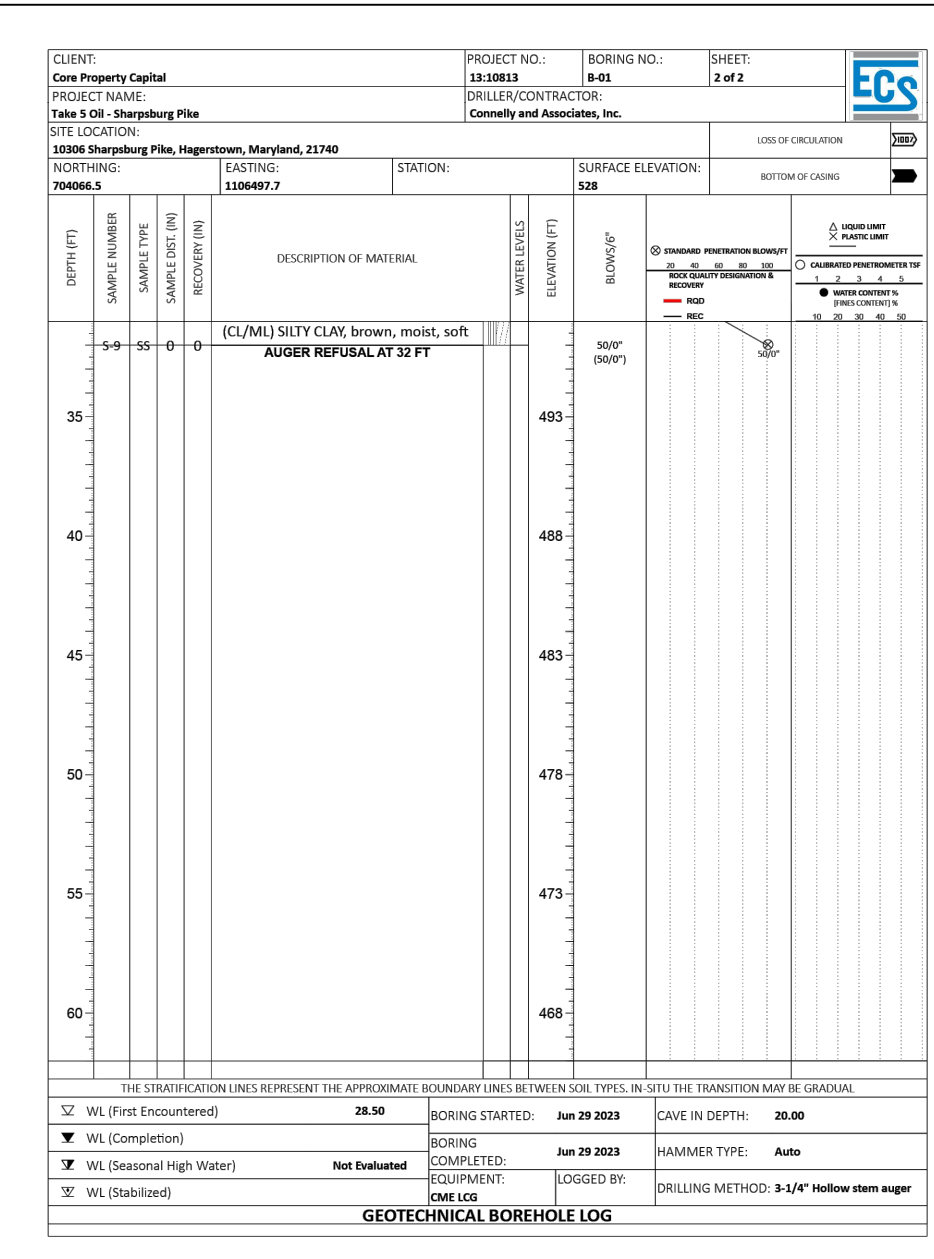 CLIENT:
Core Property Capital
PROJECT NO.:
13:10813
BORING NO.:
B-01
SHEET:
2 of 2
ECS
PROJECT NAME:
Take 5 Oil - Sharpsburg Pike
DRILLER/CONTRACTOR:
Connelly and Associates, Inc.
SITE LOCATION:
10306 Sharpsburg Pike, Hagerstown, Maryland, 21740
LOSS OF CIRCULATION
NORTHING:
704066.5
EASTING:
1106497.7
STATION:
SURFACE ELEVATION:
528
BOTTOM OF CASING
DEPTH (FT)
SAMPLE NUMBER
SAMPLE TYPE
SAMPLE DIST. (IN)
RECOVERY (IN)
DESCRIPTION OF MATERIAL
WATER LEVELS
ELEVATION (FT)
BLOWS/6"
STANDARD PENETRATION BLOWS/FT
20 40 60 80 100
ROCK QUALITY DESIGNATION &
RECOVERY
RQD
REC
LIQUID LIMIT
PLASTIC LIMIT
CALIBRATED PENETROMETER TSF
1 2 3 4 5
WATER CONTENT %
[FINES CONTENT] %
10 20 30 40 50
(CL/ML) SILTY CLAY, brown, moist, soft
S-9 SS 0 0
AUGER REFUSAL AT 32 FT
50/0"
(50/0")
50/0"
35 493
40 488
45 483
50 478
55 473
60 468
THE STRATIFICATION LINES REPRESENT THE APPROXIMATE BOUNDARY LINES BETWEEN SOIL TYPES. IN-SITU THE TRANSITION MAY BE GRADUAL
WL (First Encountered) 28.50
WL (Completion)
WL (Seasonal High Water) Not Evaluated
WL (Stabilized)
BORING STARTED: Jun 29 2023
BORING
COMPLETED: Jun 29 2023
EQUIPMENT:
CME LCG
LOGGED BY:
CAVE IN DEPTH: 20.00
HAMMER TYPE: Auto
DRILLING METHOD: 3-1/4" Hollow stem auger
GEOTECHNICAL BOREHOLE LOG